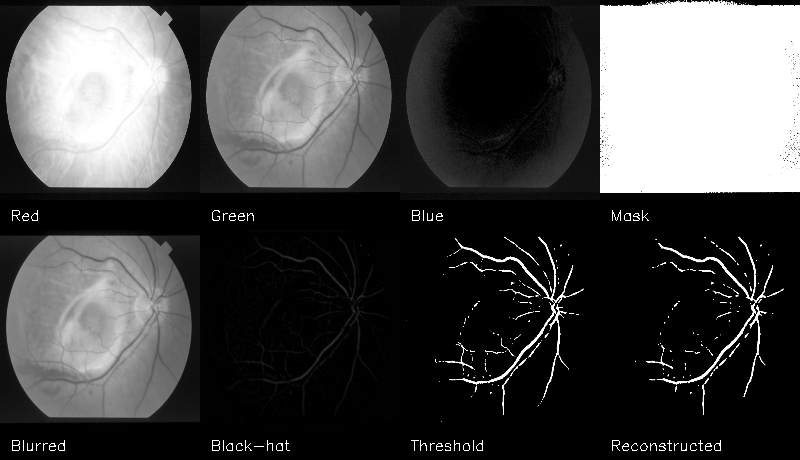 Red
Green
Blue
Mask
Blurred
Black-hat
Threshold
Reconstructed